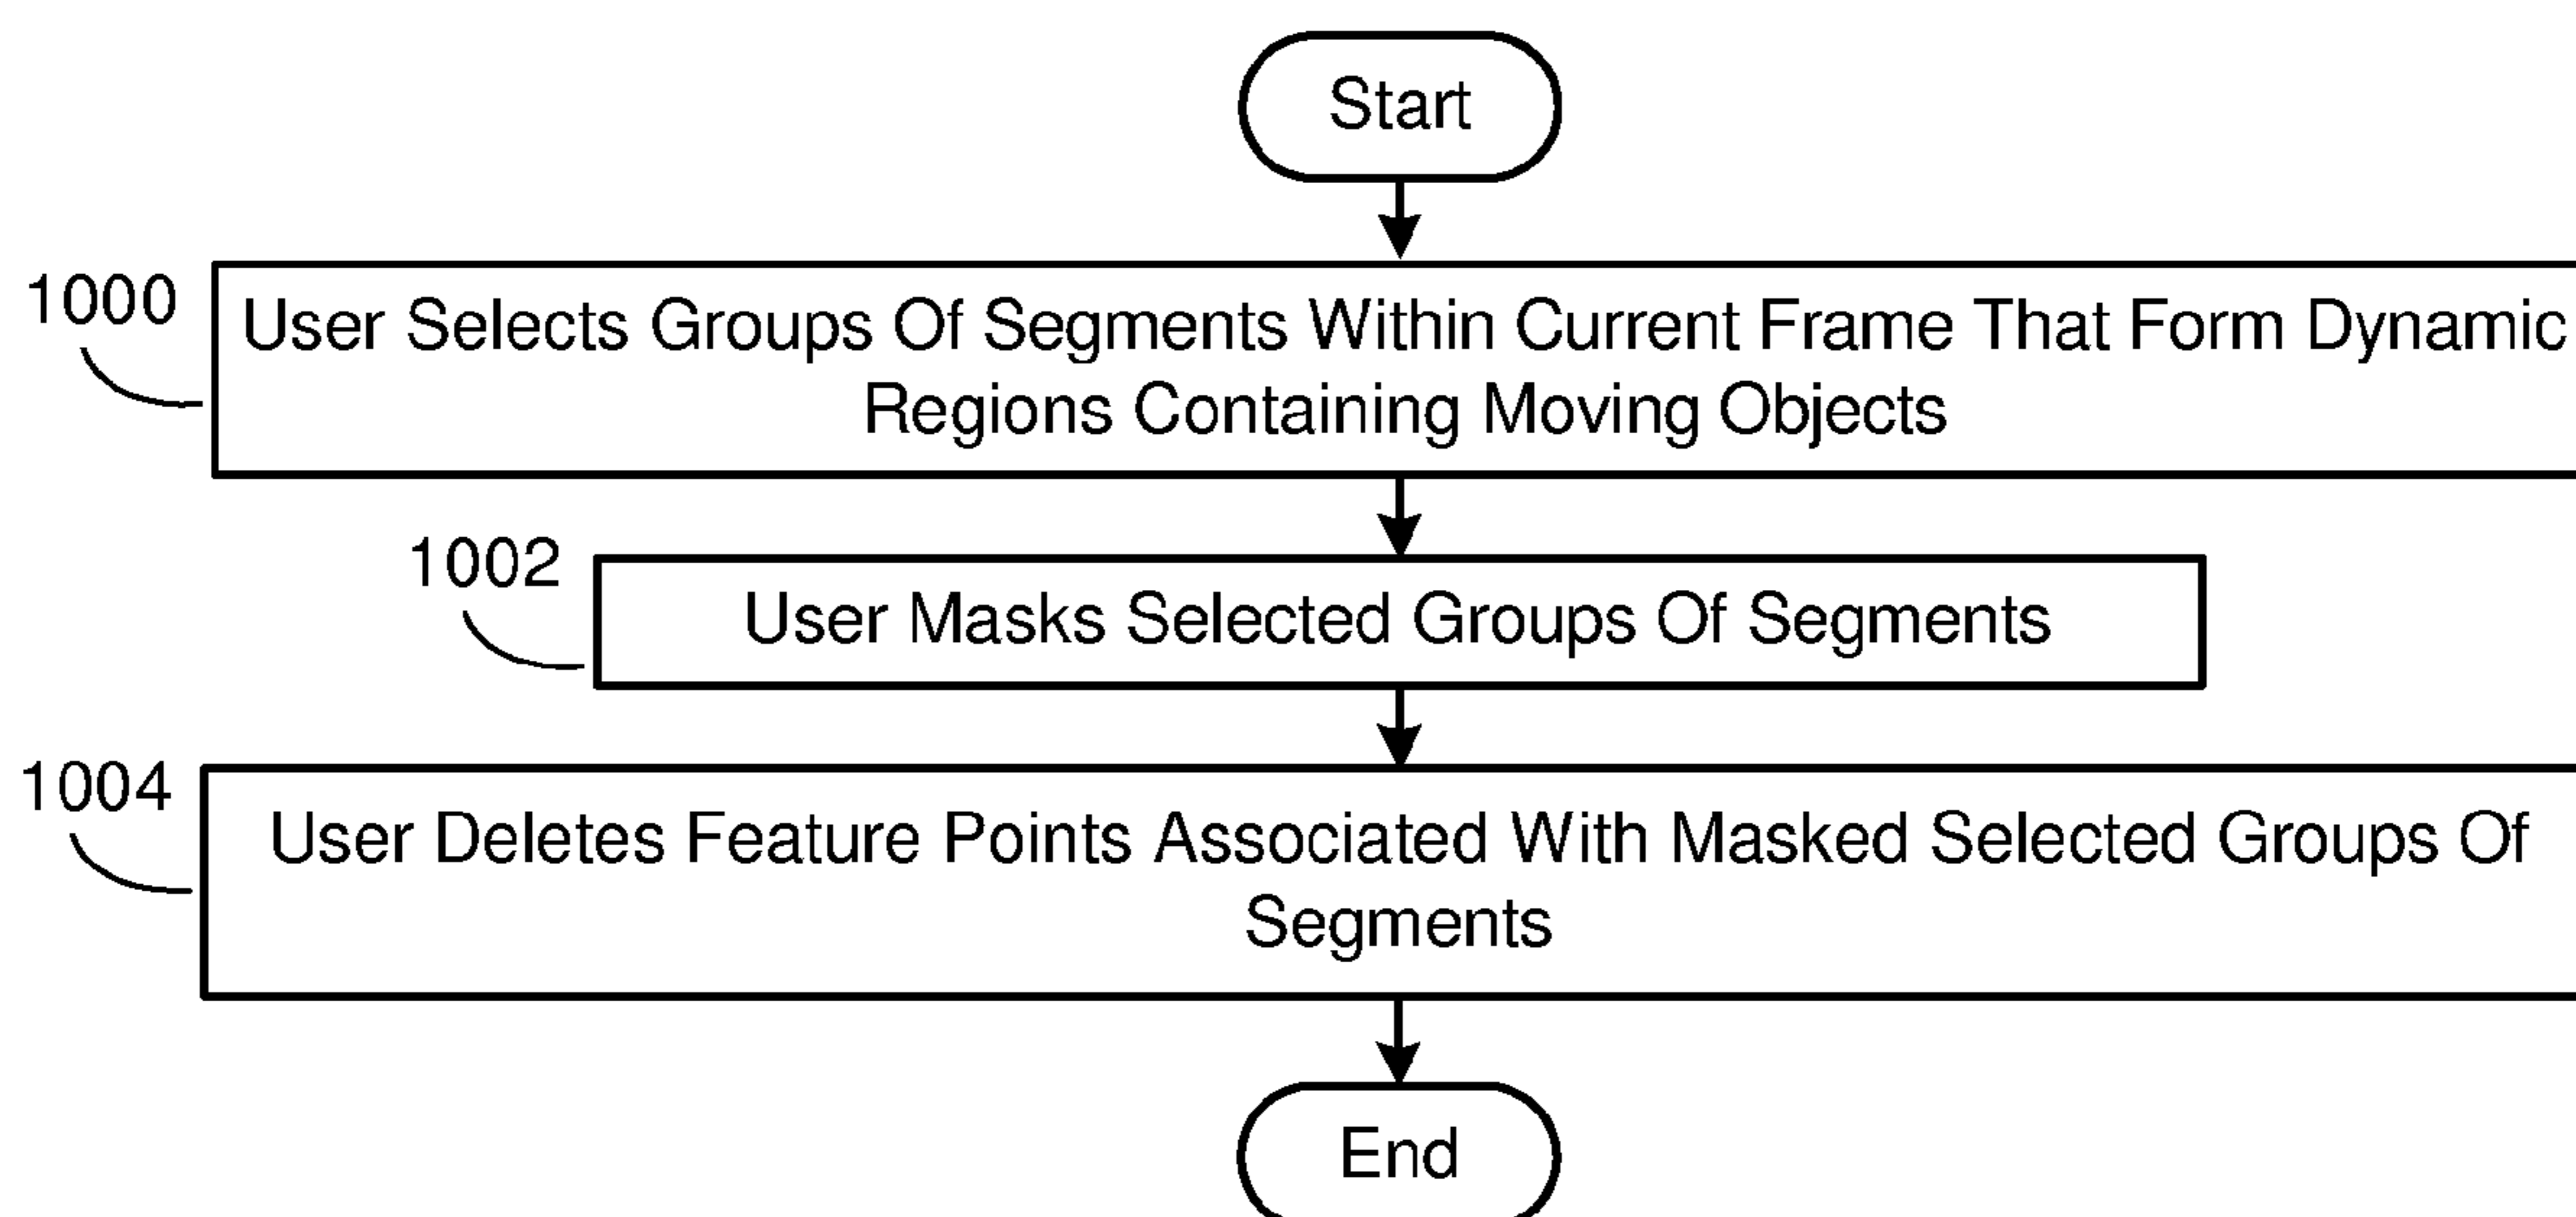 Start
1000
User Selects Groups Of Segments Within Current Frame That Form Dynamic
Regions Containing Moving Objects
1002
User Masks Selected Groups Of Segments
1004
User Deletes Feature Points Associated With Masked Selected Groups Of
Segments
End